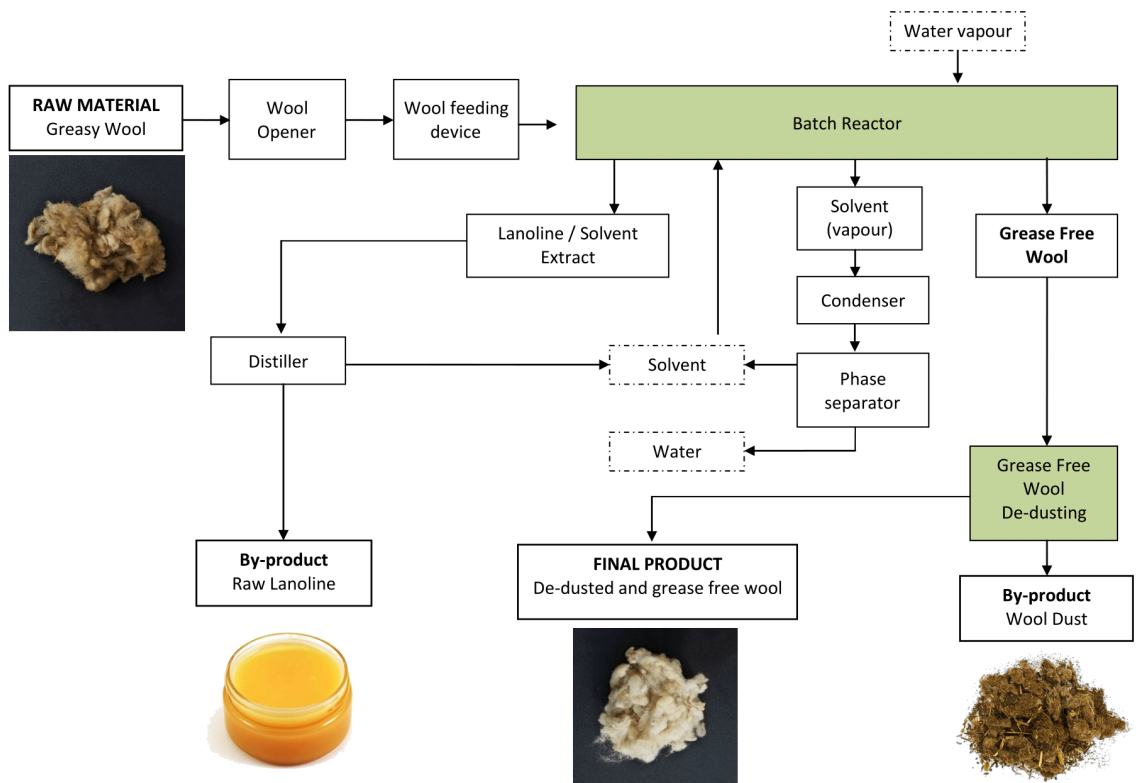 Water vapour
RAW MATERIAL
Greasy Wool
Wool
Opener
Wool feeding
device
Batch Reactor
Lanoline / Solvent
Extract
Solvent
(vapour)
Grease Free
Wool
Condenser
Distiller
Solvent
Phase
separator
Water
Grease Free
Wool
De-dusting
By-product
Raw Lanoline
FINAL PRODUCT
De-dusted and grease free wool
By-product
Wool Dust